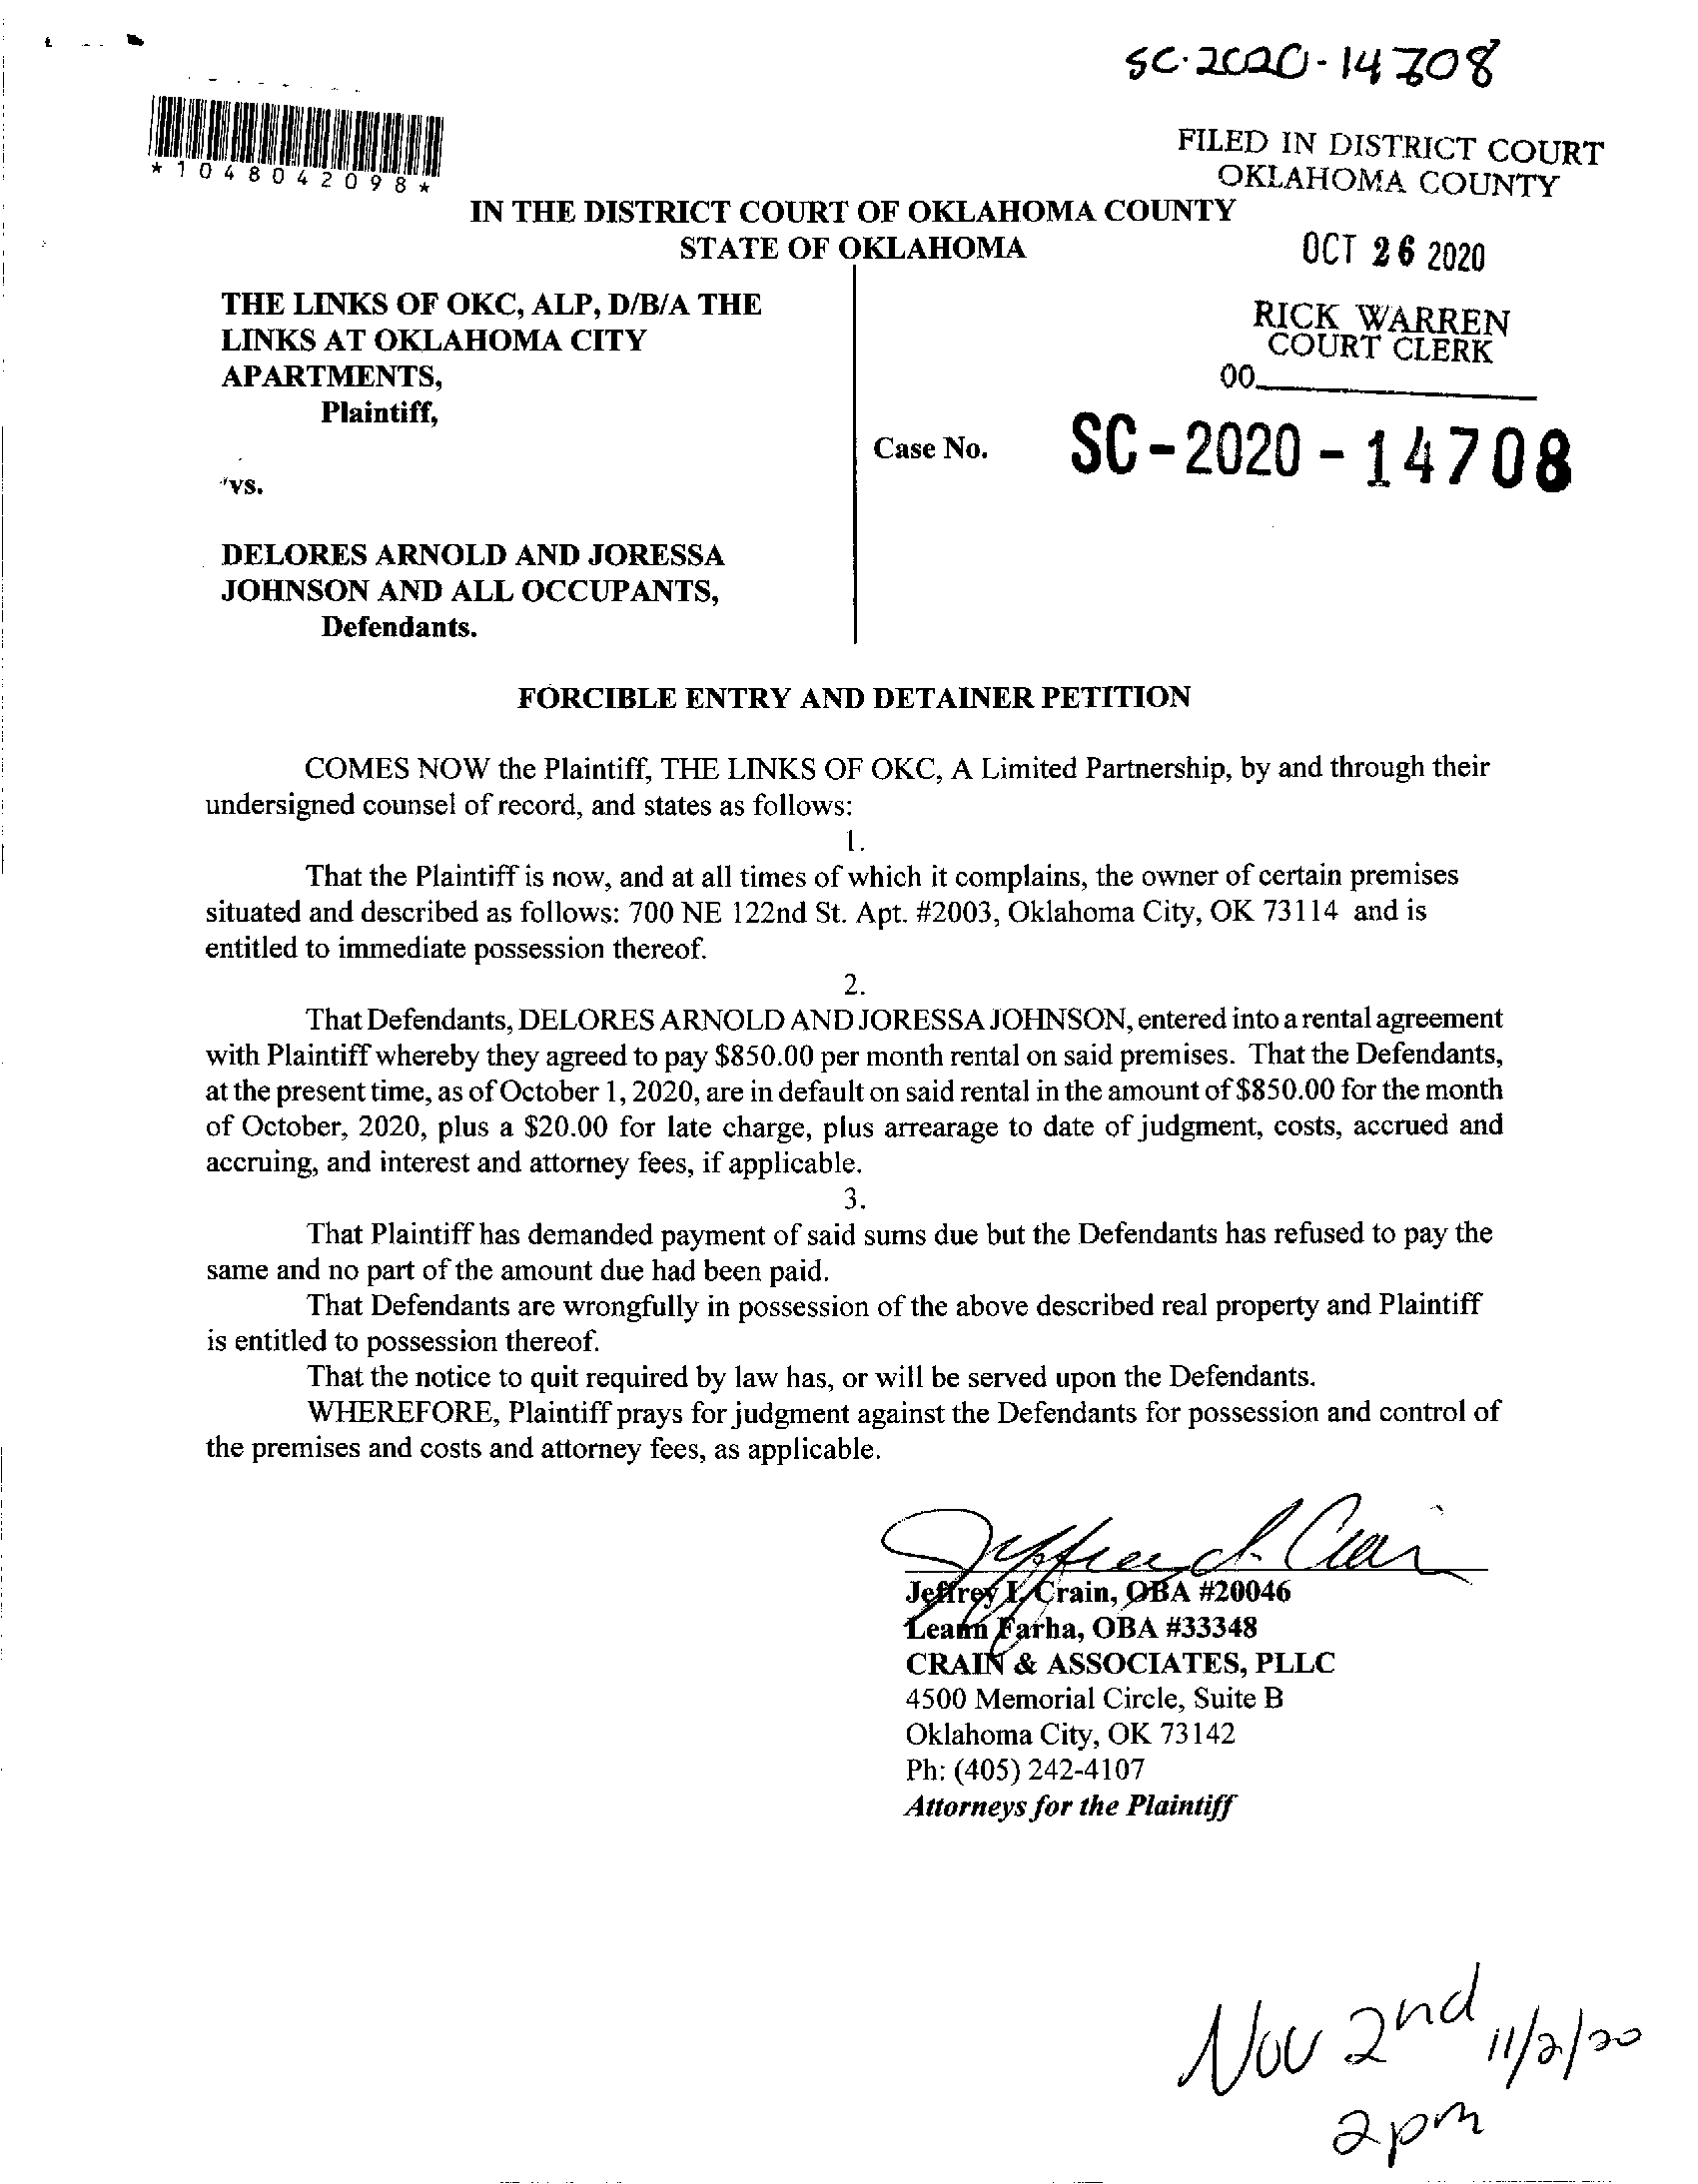 SC-2020-14708
*1048042098*
FILED IN DISTRICT COURT
OKLAHOMA COUNTY
IN THE DISTRICT COURT OF OKLAHOMA COUNTY
STATE OF OKLAHOMA
OCT 26 2020
RICK WARREN
COURT CLERK
00
THE LINKS OF OKC, ALP, D/B/A THE
LINKS AT OKLAHOMA CITY
APARTMENTS,
Plaintiff,
Case No. SC-2020-14708
vs.
DELORES ARNOLD AND JORESSA
JOHNSON AND ALL OCCUPANTS,
Defendants.
FORCIBLE ENTRY AND DETAINER PETITION
COMES NOW the Plaintiff, THE LINKS OF OKC, A Limited Partnership, by and through their
undersigned counsel of record, and states as follows:
1.
That the Plaintiff is now, and at all times of which it complains, the owner of certain premises
situated and described as follows: 700 NE 122nd St. Apt. #2003, Oklahoma City, OK 73114 and is
entitled to immediate possession thereof.
2.
That Defendants, DELORES ARNOLD AND JORESSA JOHNSON, entered into a rental agreement
with Plaintiff whereby they agreed to pay $850.00 per month rental on said premises. That the Defendants,
at the present time, as of October 1, 2020, are in default on said rental in the amount of $850.00 for the month
of October, 2020, plus a $20.00 for late charge, plus arrearage to date of judgment, costs, accrued and
accruing, and interest and attorney fees, if applicable.
3.
That Plaintiff has demanded payment of said sums due but the Defendants has refused to pay the
same and no part of the amount due had been paid.
That Defendants are wrongfully in possession of the above described real property and Plaintiff
is entitled to possession thereof.
That the notice to quit required by law has, or will be served upon the Defendants.
WHEREFORE, Plaintiff prays for judgment against the Defendants for possession and control of
the premises and costs and attorney fees, as applicable.
Jeffrey I. Crain, OBA #20046
Leann Farha, OBA #33348
CRAIN & ASSOCIATES, PLLC
4500 Memorial Circle, Suite B
Oklahoma City, OK 73142
Ph: (405) 242-4107
Attorneys for the Plaintiff
Nov 2nd 11/2/20
2pm